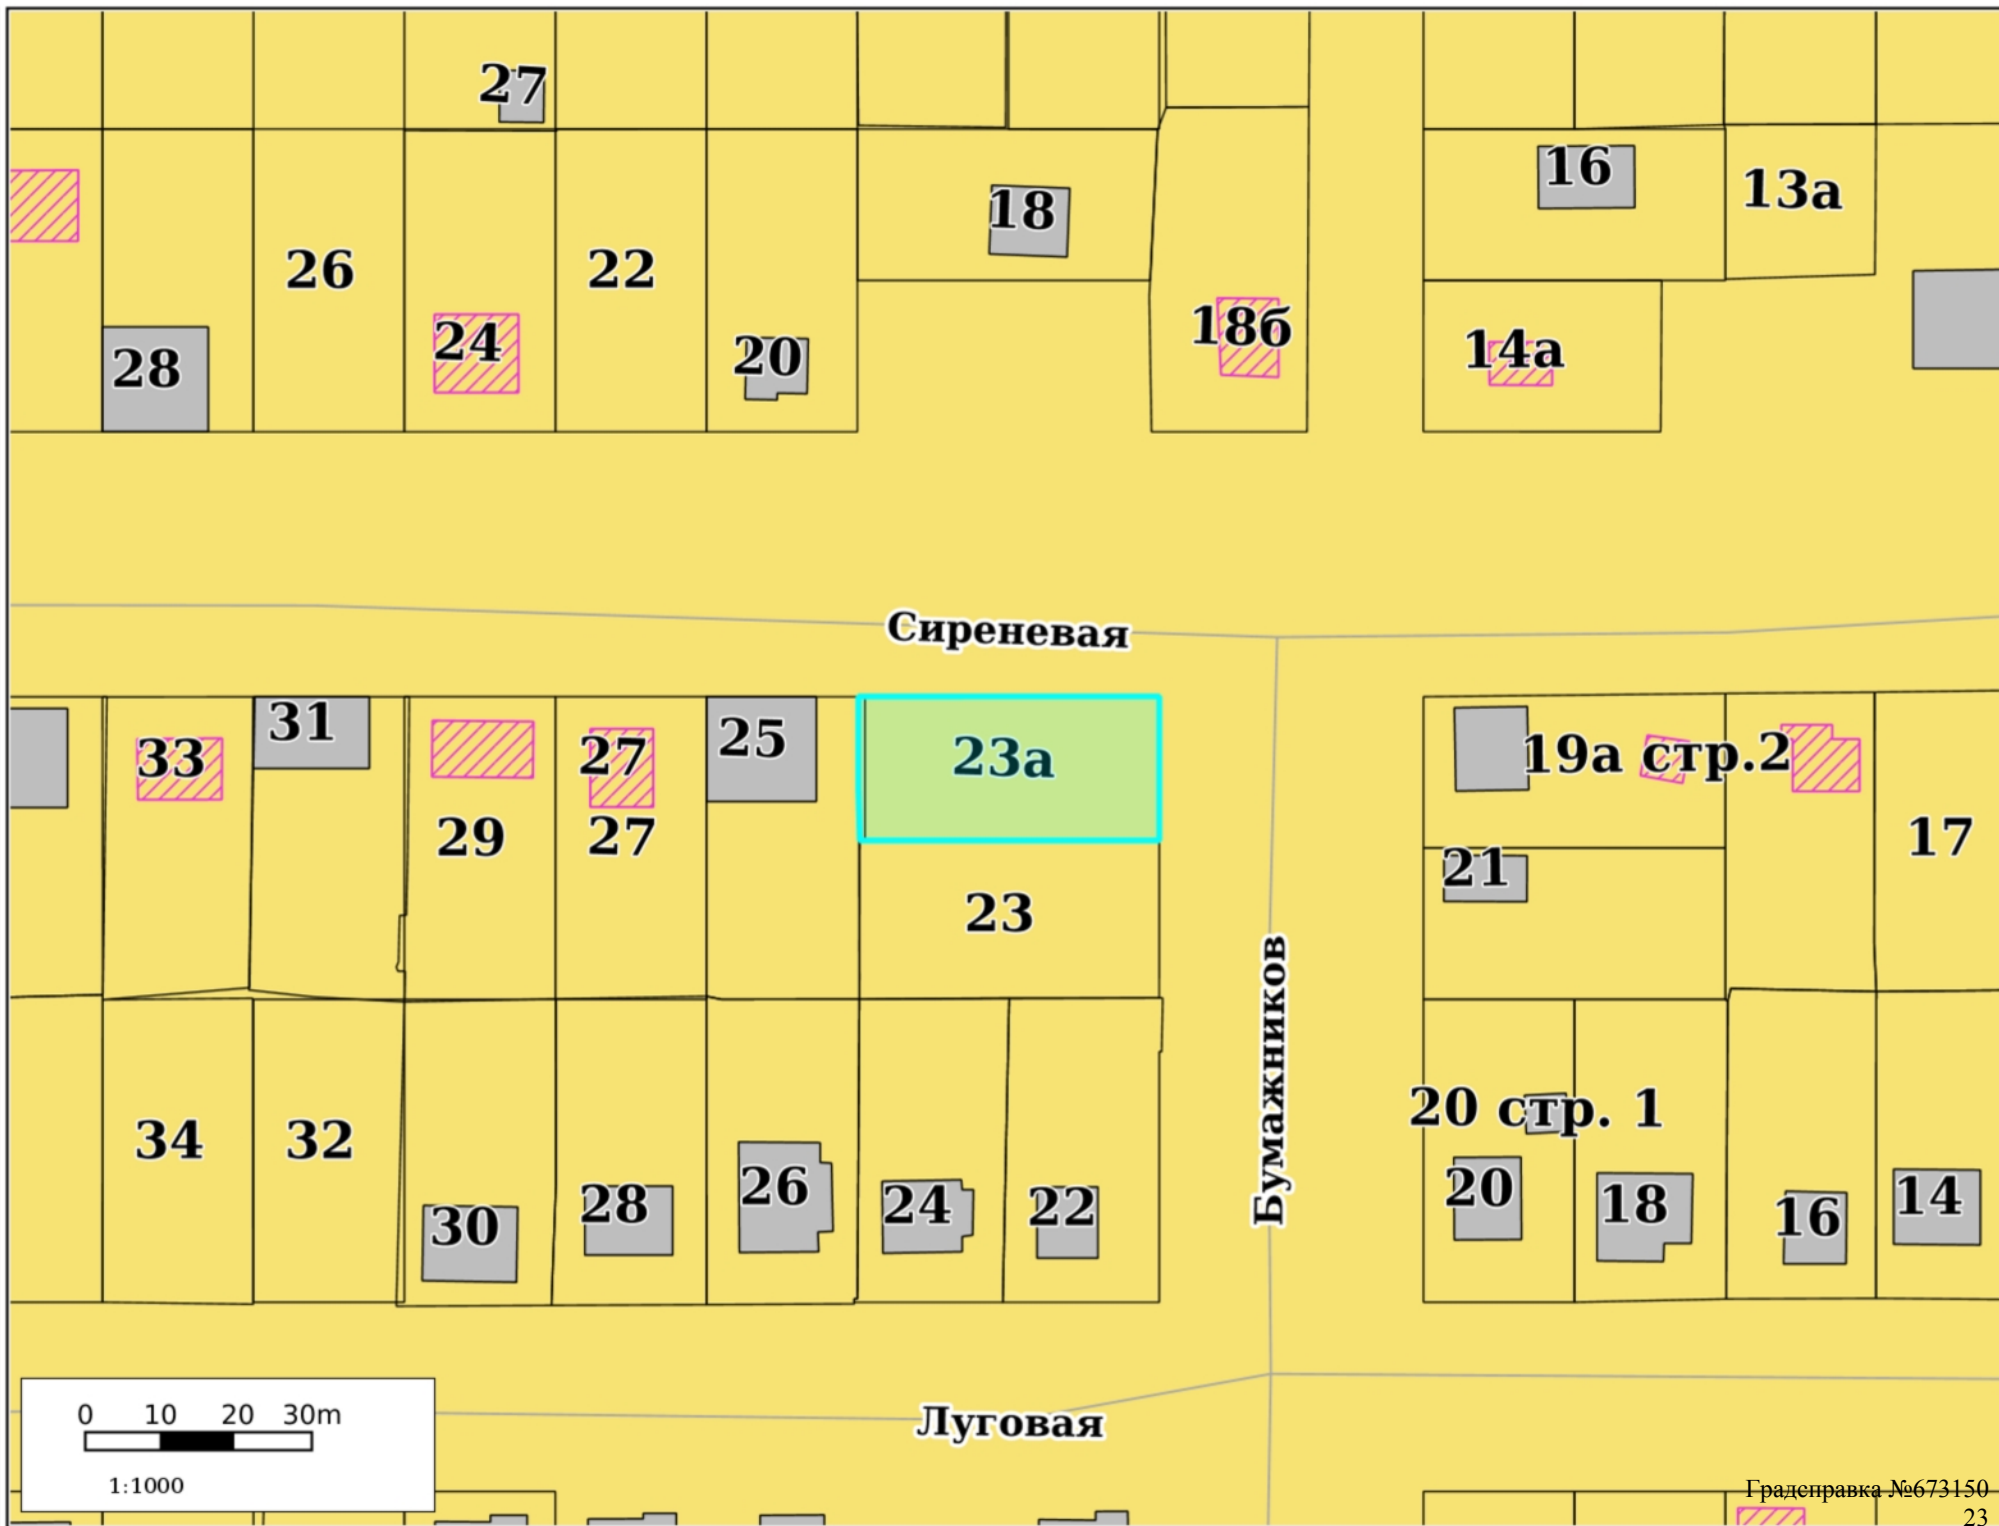 27
16
13а
18
26
22
18б
24
14а
20
28
Сиреневая
31
25
27
33
23а
19а стр.2
29
27
17
21
23
Бумажников
20 стр. 1
34
32
26
20
14
28
24
22
18
16
30
0 10 20 30m
Луговая
1:1000
Градсправка №673150
23